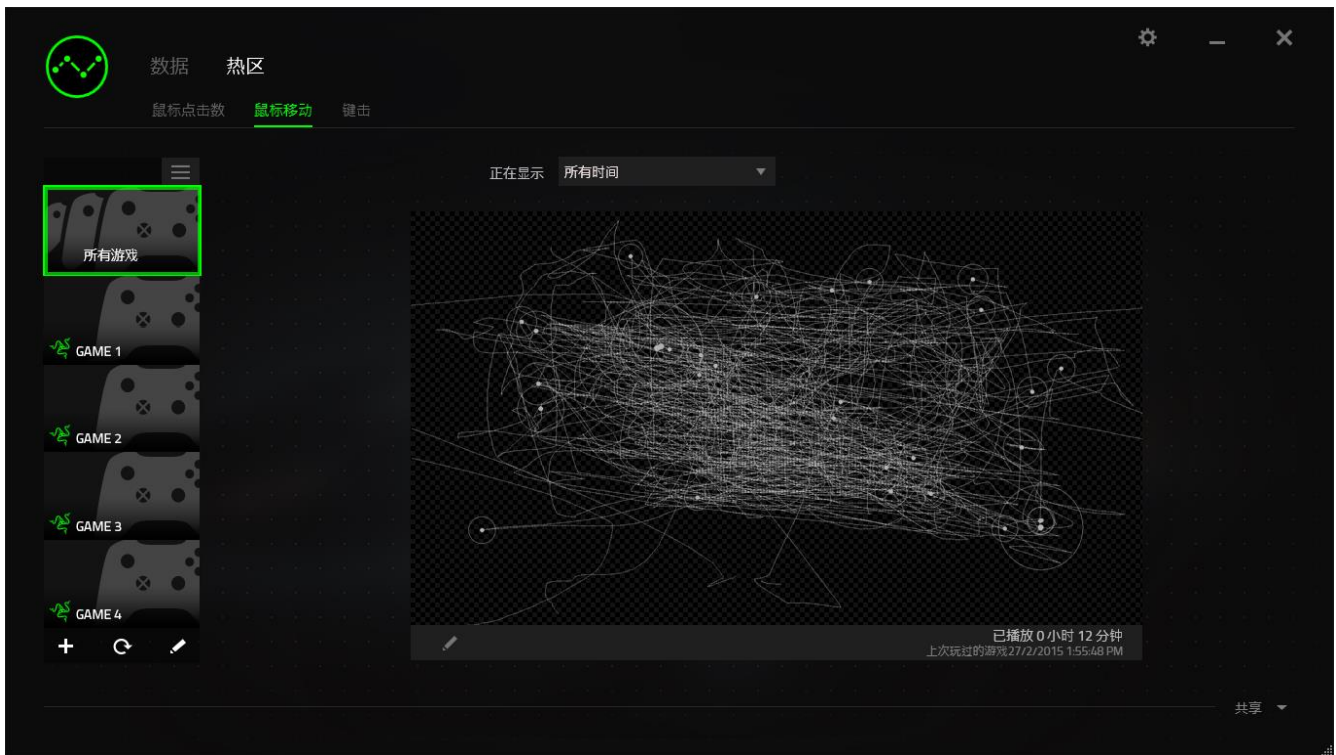 数据 热区
鼠标点击数 鼠标移动 键击
正在显示 所有时间
所有游戏
GAME 1
GAME 2
GAME 3
GAME 4
已播放 0 小时 12 分钟
上次玩过的游戏27/2/2015 1:55:48 PM
共享